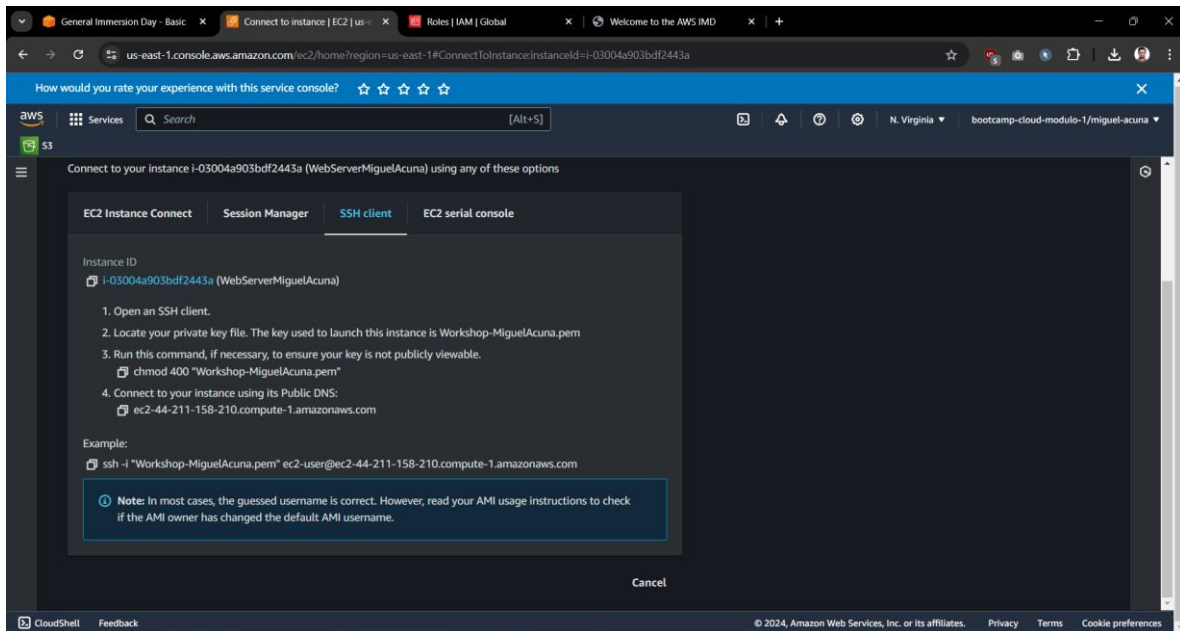 General Immersion Day - Basic
Connect to instance | EC2 | us-e
Roles | IAM | Global
Welcome to the AWS IMD
us-east-1.console.aws.amazon.com/ec2/home?region=us-east-1#ConnectToInstance:instanceId=i-03004a903bdf2443a
5
How would you rate your experience with this service console?
aws
Services
Search
[Alt+S]
N. Virginia
bootcamp-cloud-modulo-1/miguel-acuna
S3
Connect to your instance i-03004a903bdf2443a (WebServerMiguelAcuna) using any of these options
EC2 Instance Connect
Session Manager
SSH client
EC2 serial console
Instance ID
i-03004a903bdf2443a (WebServerMiguelAcuna)
1. Open an SSH client.
2. Locate your private key file. The key used to launch this instance is Workshop-MiguelAcuna.pem
3. Run this command, if necessary, to ensure your key is not publicly viewable.
chmod 400 "Workshop-MiguelAcuna.pem"
4. Connect to your instance using its Public DNS:
ec2-44-211-158-210.compute-1.amazonaws.com
Example:
ssh -i "Workshop-MiguelAcuna.pem" ec2-user@ec2-44-211-158-210.compute-1.amazonaws.com
Note: In most cases, the guessed username is correct. However, read your AMI usage instructions to check
if the AMI owner has changed the default AMI username.
Cancel
CloudShell
Feedback
© 2024, Amazon Web Services, Inc. or its affiliates.
Privacy
Terms
Cookie preferences